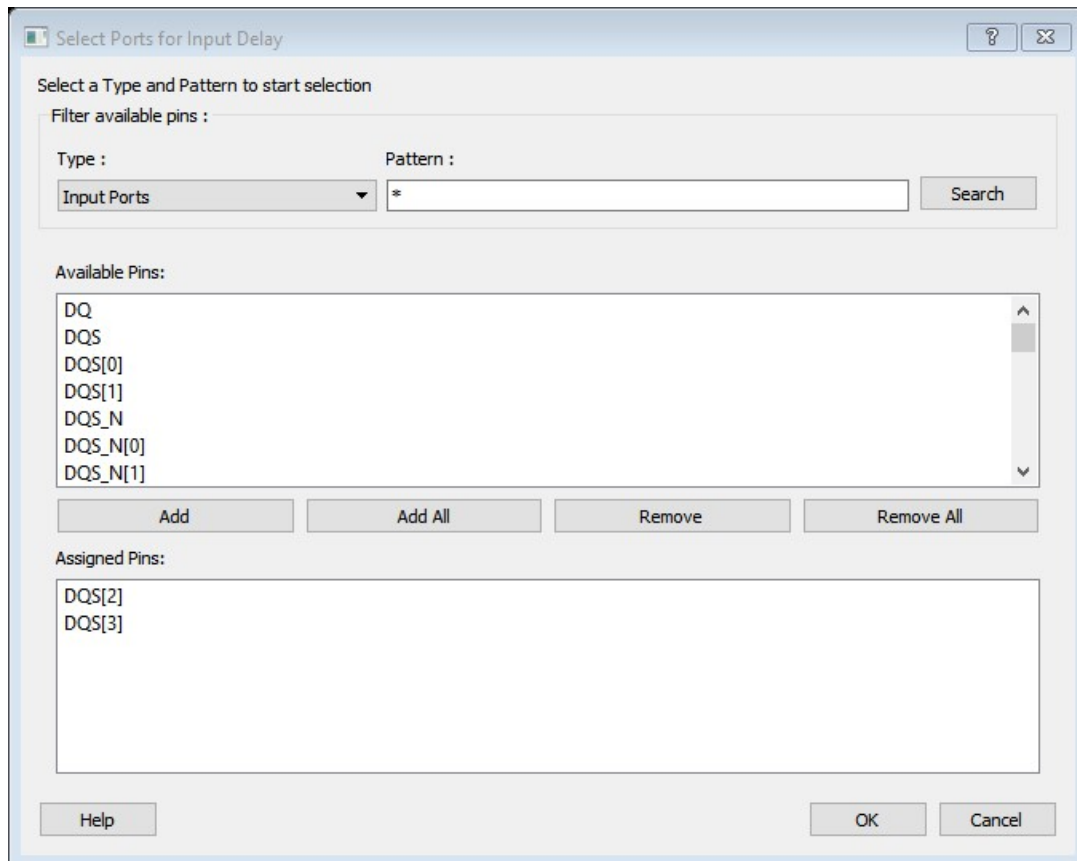 Select Ports for Input Delay
Select a Type and Pattern to start selection
Filter available pins :
Type : Pattern :
Input Ports * Search
Available Pins:
DQ
DQS
DQS[0]
DQS[1]
DQS_N
DQS_N[0]
DQS_N[1]
Add Add All Remove Remove All
Assigned Pins:
DQS[2]
DQS[3]
Help OK Cancel